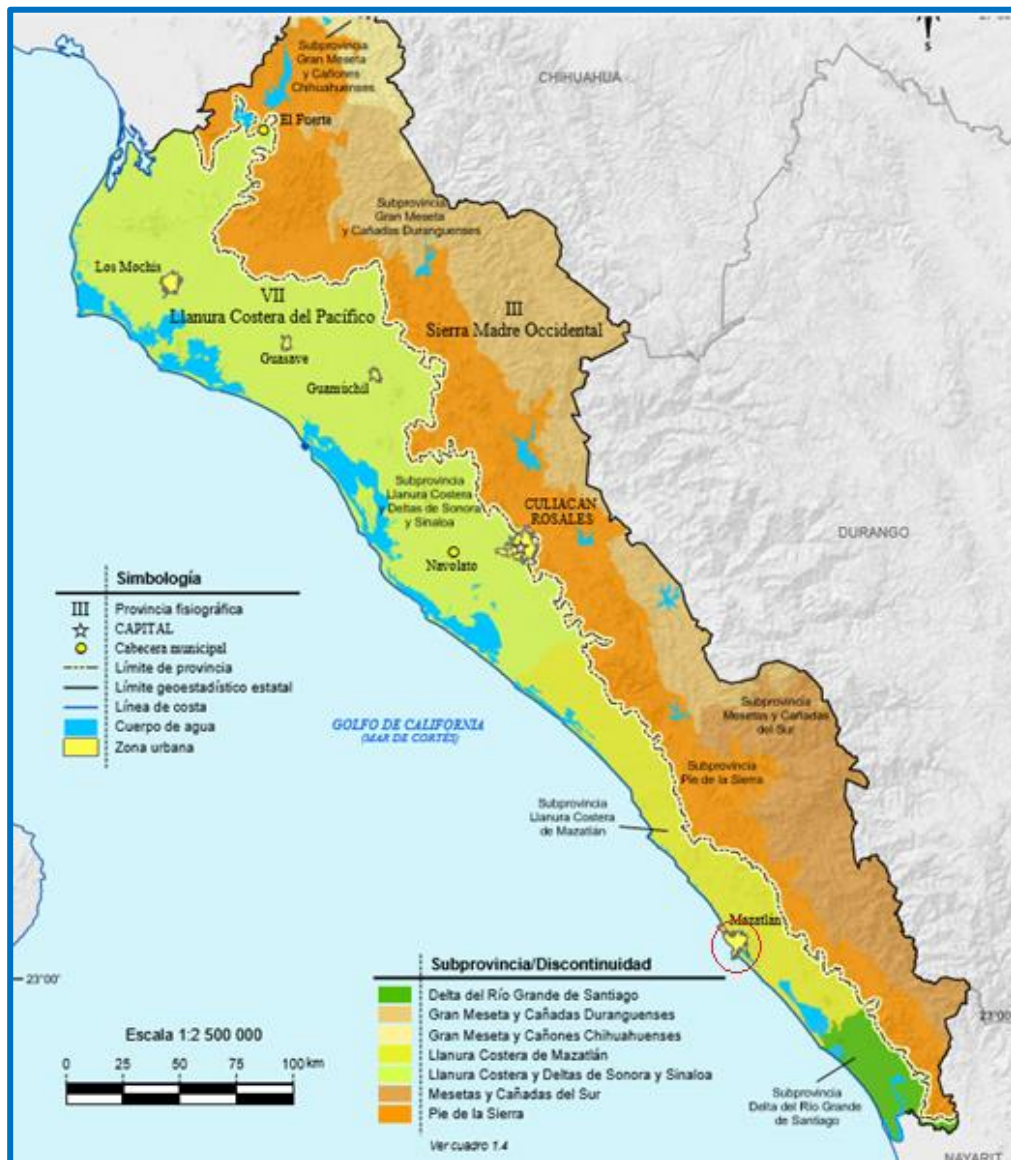 Subprovincia
Gran Meseta
y Cañones
Chihuahuenses
S
CHIHUAHUA
El Fuerte
Subprovincia
Gran Meseta
y Cañadas Duranguenses
Los Mochis
VII
Llanura Costera del Pacífico
III
Sierra Madre Occidental
Guasave
Guamúchil
Subprovincia
Llanura Costera
y Deltas de Sonora
y Sinaloa
CULIACAN
ROSALES
DURANGO
Navolato
Simbología
III Provincia fisiográfica
CAPITAL
Cabecera municipal
Límite de provincia
Límite geoestadístico estatal
Línea de costa
Cuerpo de agua
Zona urbana
GOLFO DE CALIFORNIA
(MAR DE CORTÉS)
Subprovincia
Mesetas y Cañadas
del Sur
Subprovincia
Pie de la Sierra
Subprovincia
Llanura Costera
de Mazatlán
Mazatlán
23°00'
23°00'
Subprovincia/Discontinuidad
Delta del Río Grande de Santiago
Gran Meseta y Cañadas Duranguenses
Gran Meseta y Cañones Chihuahuenses
Llanura Costera de Mazatlán
Llanura Costera y Deltas de Sonora y Sinaloa
Mesetas y Cañadas del Sur
Pie de la Sierra
Ver cuadro 1.4
Escala 1:2 500 000
0 25 50 75 100 km
Subprovincia
Delta del Río Grande
de Santiago
NAYARIT